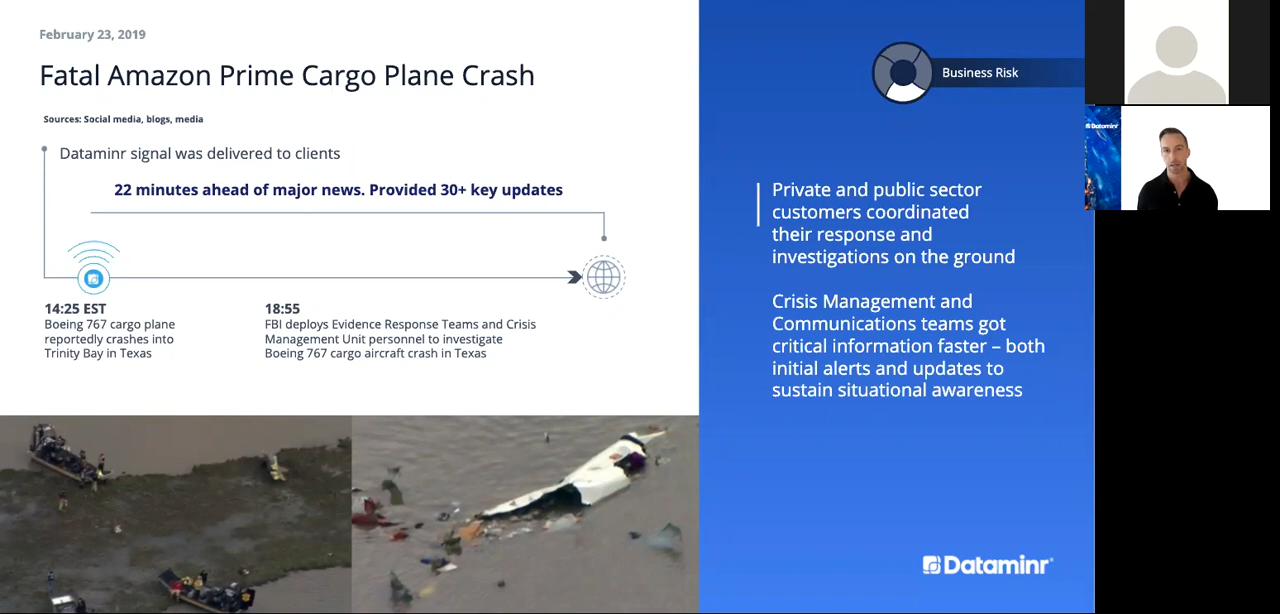 February 23, 2019
Fatal Amazon Prime Cargo Plane Crash
Sources: Social media, blogs, media
Dataminr signal was delivered to clients
22 minutes ahead of major news. Provided 30+ key updates
14:25 EST
Boeing 767 cargo plane
reportedly crashes into
Trinity Bay in Texas
18:55
FBI deploys Evidence Response Teams and Crisis
Management Unit personnel to investigate
Boeing 767 cargo aircraft crash in Texas
Business Risk
Private and public sector
customers coordinated
their response and
investigations on the ground
Crisis Management and
Communications teams got
critical information faster – both
initial alerts and updates to
sustain situational awareness
Dataminr
Dataminr